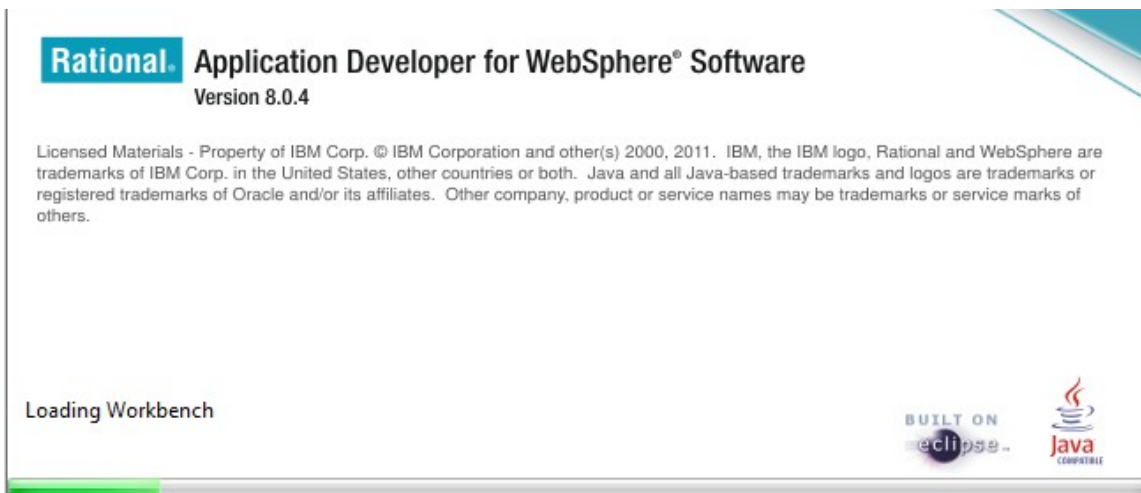 Rational® Application Developer for WebSphere® Software
Version 8.0.4
Licensed Materials - Property of IBM Corp. © IBM Corporation and other(s) 2000, 2011.  IBM, the IBM logo, Rational and WebSphere are
trademarks of IBM Corp. in the United States, other countries or both.  Java and all Java-based trademarks and logos are trademarks or
registered trademarks of Oracle and/or its affiliates.  Other company, product or service names may be trademarks or service marks of
others.
Loading Workbench
BUILT ON
eclipse™
Java
COMPATIBLE